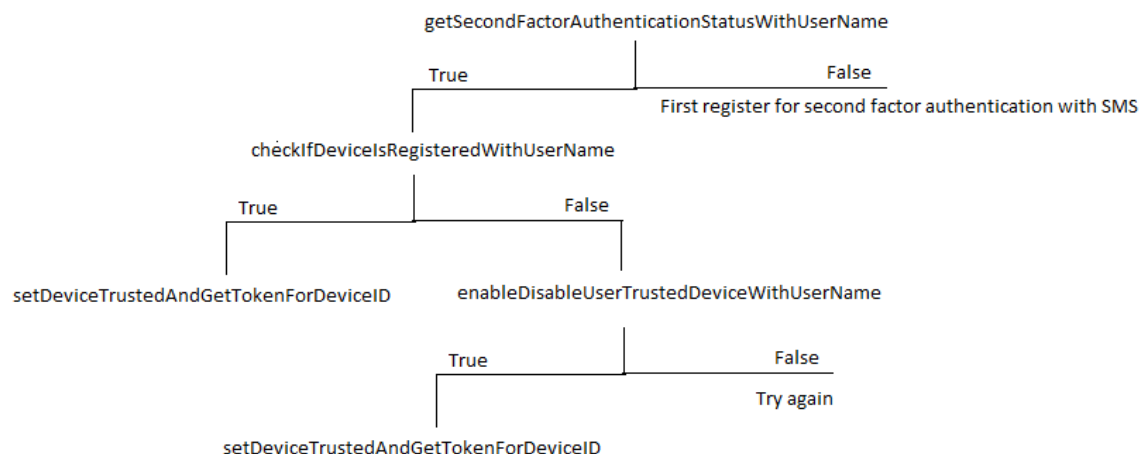 getSecondFactorAuthenticationStatusWithUserName
True
False
First register for second factor authentication with SMS
checkIfDeviceIsRegisteredWithUserName
True
False
setDeviceTrustedAndGetTokenForDeviceID
enableDisableUserTrustedDeviceWithUserName
True
False
Try again
setDeviceTrustedAndGetTokenForDeviceID